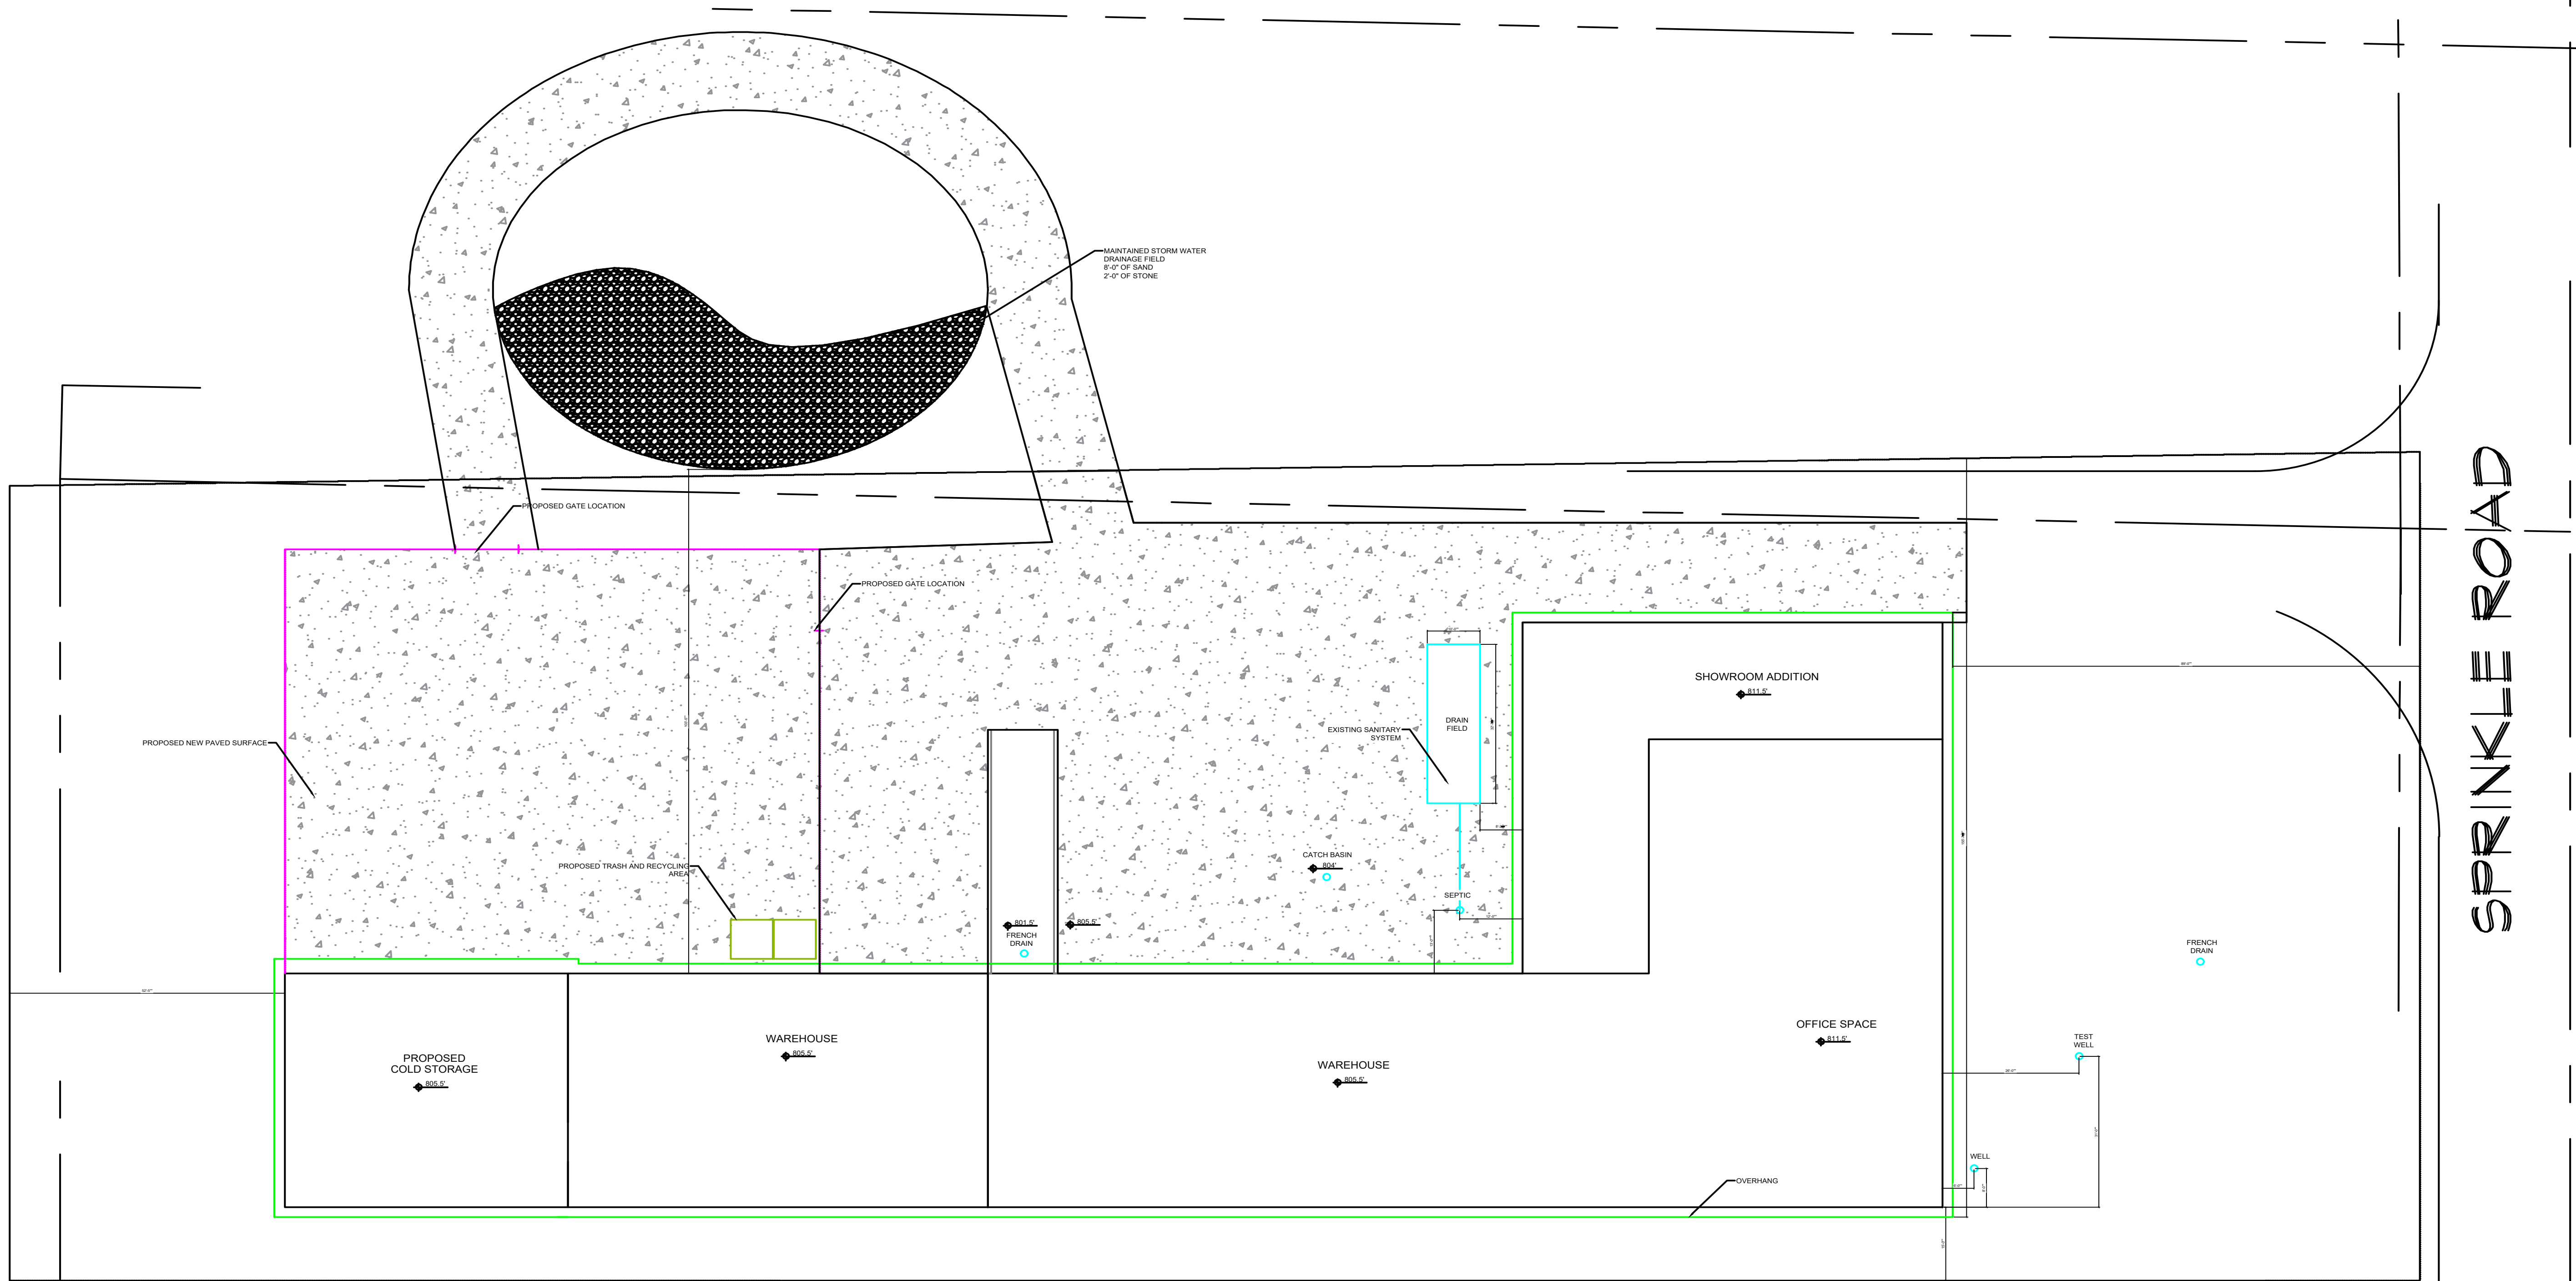 MAINTAINED STORM WATER
DRAINAGE FIELD
8'-0" OF SAND
2'-0" OF STONE
PROPOSED GATE LOCATION
PROPOSED GATE LOCATION
SHOWROOM ADDITION
811.5'
DRAIN
FIELD
EXISTING SANITARY
SYSTEM
PROPOSED NEW PAVED SURFACE
PROPOSED TRASH AND RECYCLING
AREA
CATCH BASIN
804'
SEPTIC
801.5'
FRENCH
DRAIN
805.5'
FRENCH
DRAIN
SPRINKLE ROAD
OFFICE SPACE
811.5'
WAREHOUSE
805.5'
PROPOSED
COLD STORAGE
805.5'
WAREHOUSE
805.5'
TEST
WELL
WELL
OVERHANG